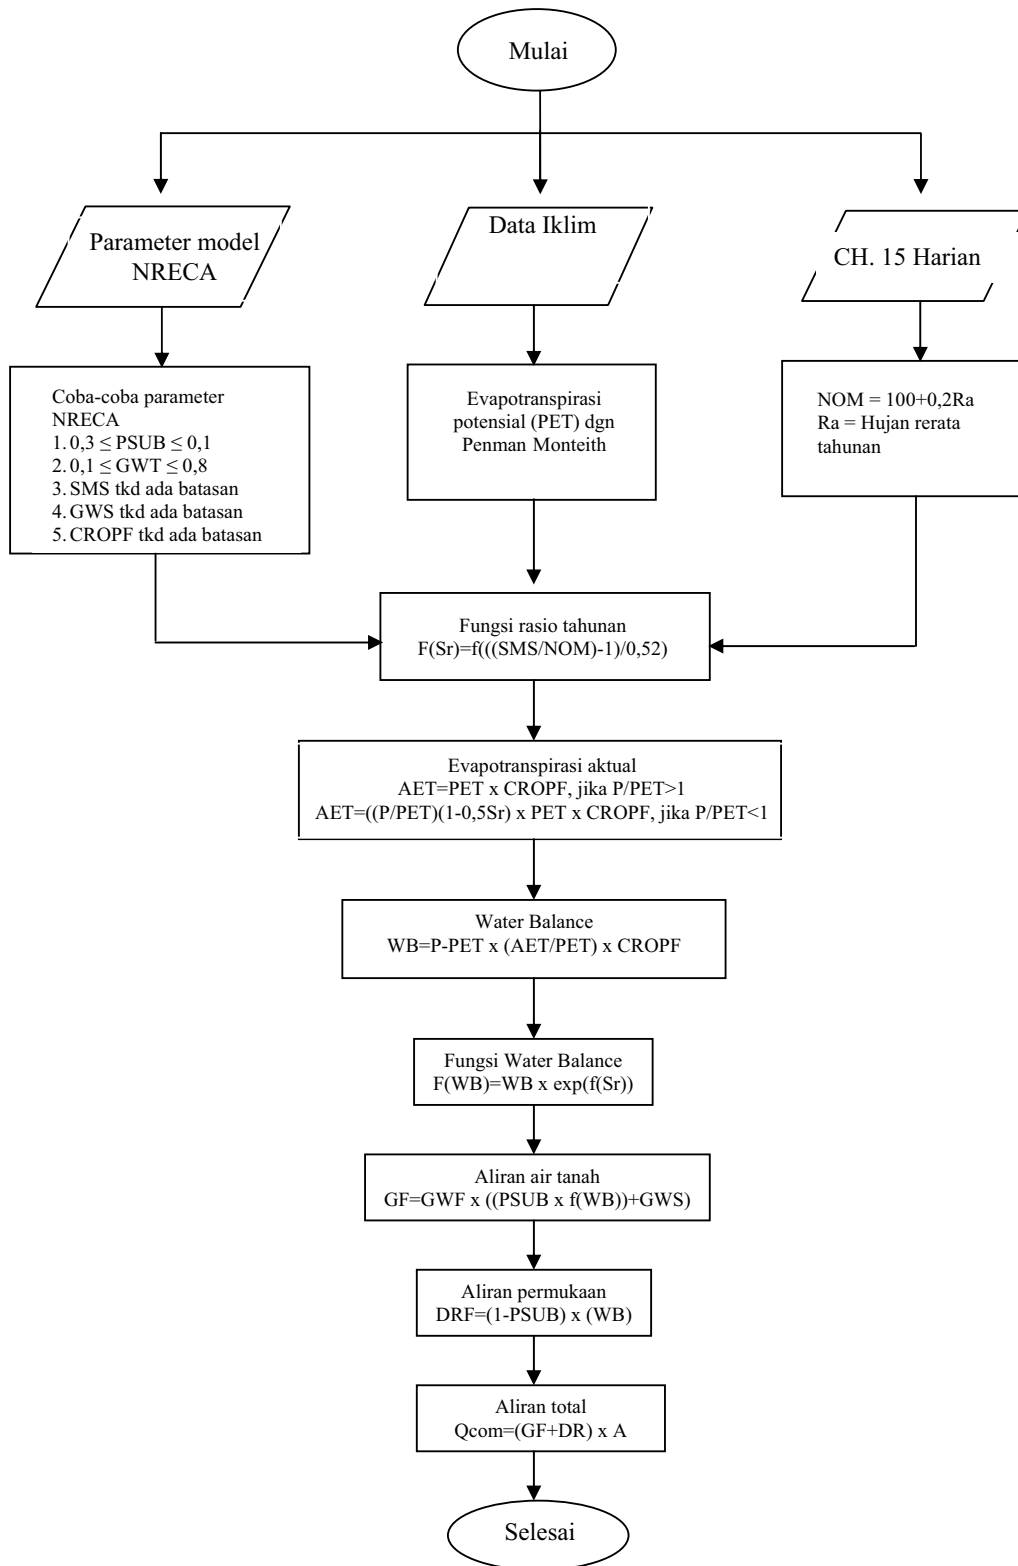 Mulai
Parameter model
NRECA
Data Iklim
CH. 15 Harian
Coba-coba parameter
NRECA
1. 0,3 ≤ PSUB ≤ 0,1
2. 0,1 ≤ GWT ≤ 0,8
3. SMS tkd ada batasan
4. GWS tkd ada batasan
5. CROPF tkd ada batasan
Evapotranspirasi
potensial (PET) dgn
Penman Monteith
NOM = 100+0,2Ra
Ra = Hujan rerata
tahunan
Fungsi rasio tahunan
F(Sr)=f(((SMS/NOM)-1)/0,52)
Evapotranspirasi aktual
AET=PET x CROPF, jika P/PET>1
AET=((P/PET)(1-0,5Sr) x PET x CROPF, jika P/PET<1
Water Balance
WB=P-PET x (AET/PET) x CROPF
Fungsi Water Balance
F(WB)=WB x exp(f(Sr))
Aliran air tanah
GF=GWF x ((PSUB x f(WB))+GWS)
Aliran permukaan
DRF=(1-PSUB) x (WB)
Aliran total
Qcom=(GF+DR) x A
Selesai